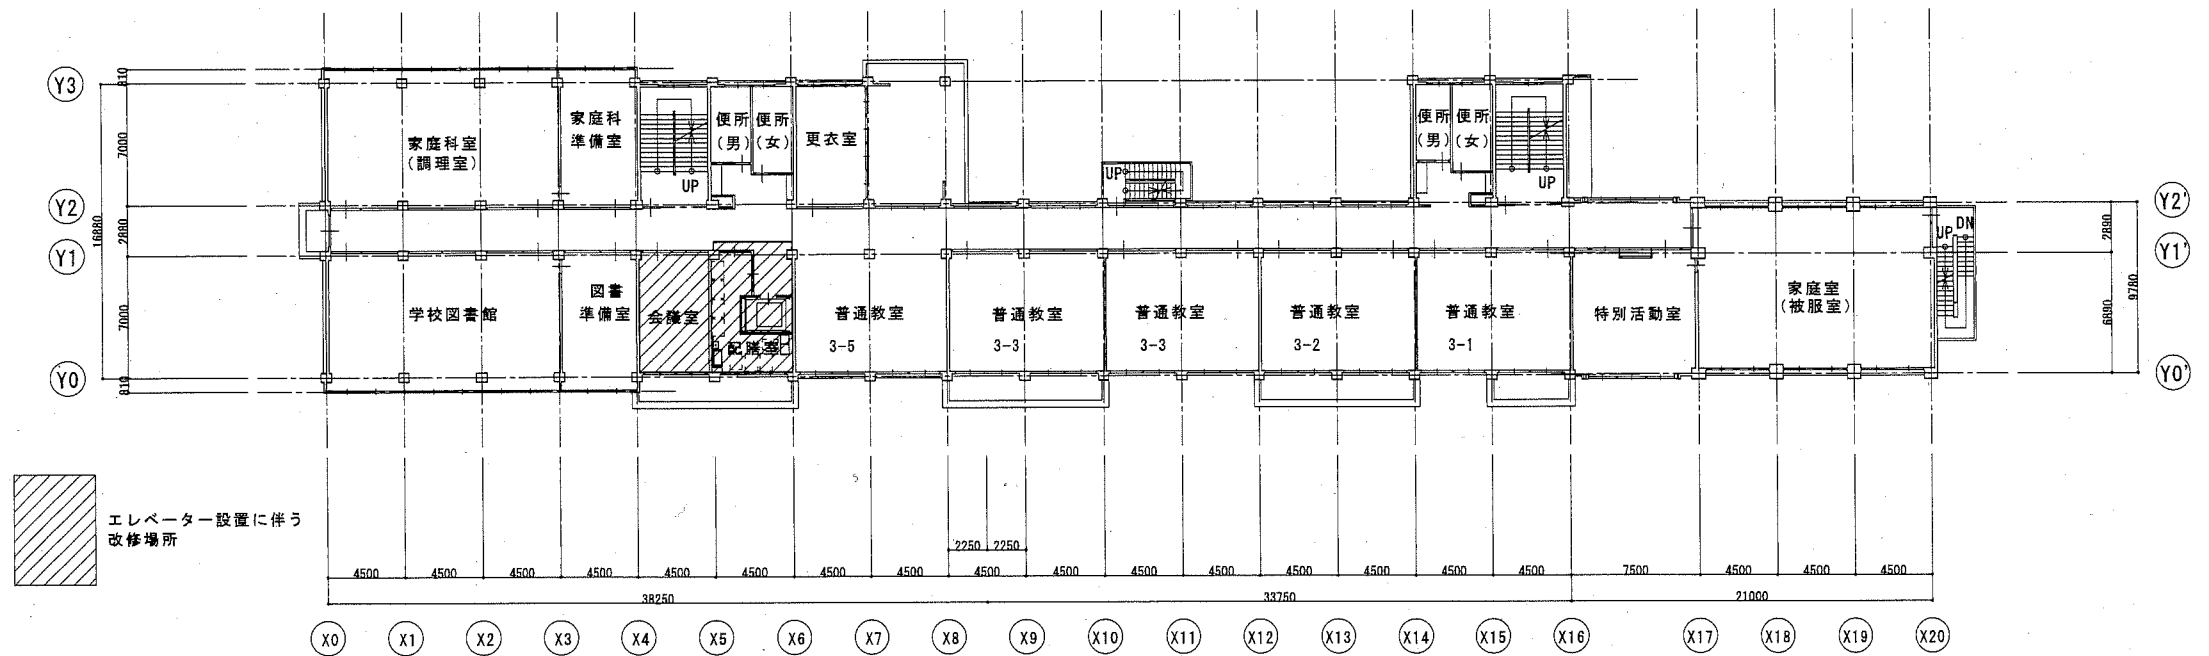 Y3
Y2
Y1
Y0
810
7000
2880
16880
7000
810
家庭科室
(調理室)
家庭科
準備室
UP
便所
(男)
便所
(女)
更衣室
UP
便所
(男)
便所
(女)
UP
学校図書館
図書
準備室
会議室
配膳室
普通教室
3-5
普通教室
3-3
普通教室
3-3
普通教室
3-2
普通教室
3-1
特別活動室
家庭室
(被服室)
UP
DN
Y2'
Y1'
Y0'
2890
6890
9780
エレベーター設置に伴う
改修場所
2250 2250
4500 4500 4500 4500 4500 4500 4500 4500 4500 4500 4500 4500 4500 4500 4500 4500 7500 4500 4500 4500
38250 33750 21000
X0 X1 X2 X3 X4 X5 X6 X7 X8 X9 X10 X11 X12 X13 X14 X15 X16 X17 X18 X19 X20